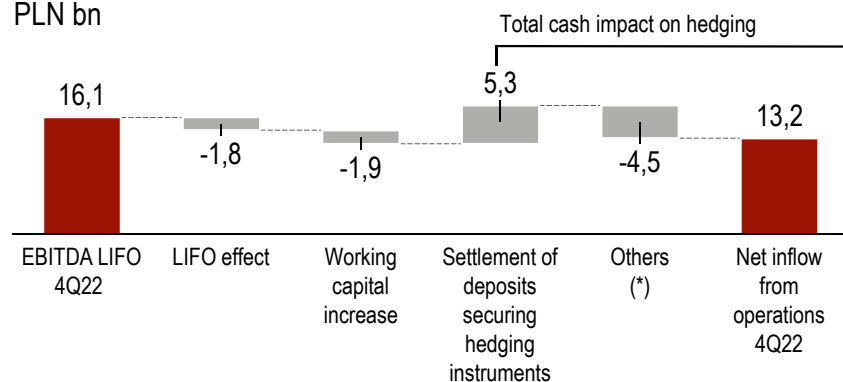 PLN bn
Total cash impact on hedging
16,1
-1,8
-1,9
5,3
-4,5
13,2
EBITDA LIFO
4Q22
LIFO effect
Working
capital
increase
Settlement of
deposits
securing
hedging
instruments
Others
(*)
Net inflow
from
operations
4Q22